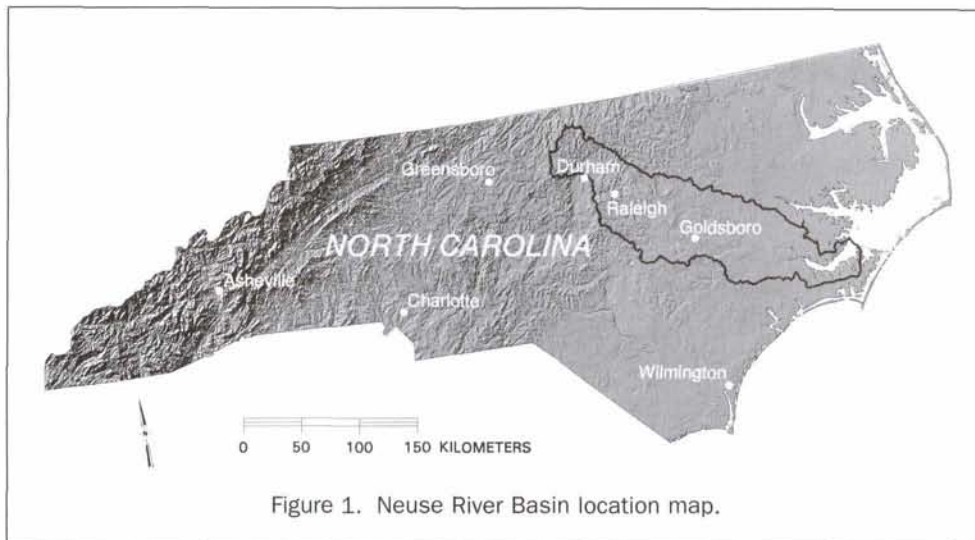 Durham
Greensboro
Raleigh
Goldsboro
NORTH CAROLINA
Asheville
Charlotte
Wilmington
0 50 100 150 KILOMETERS
Figure 1. Neuse River Basin location map.